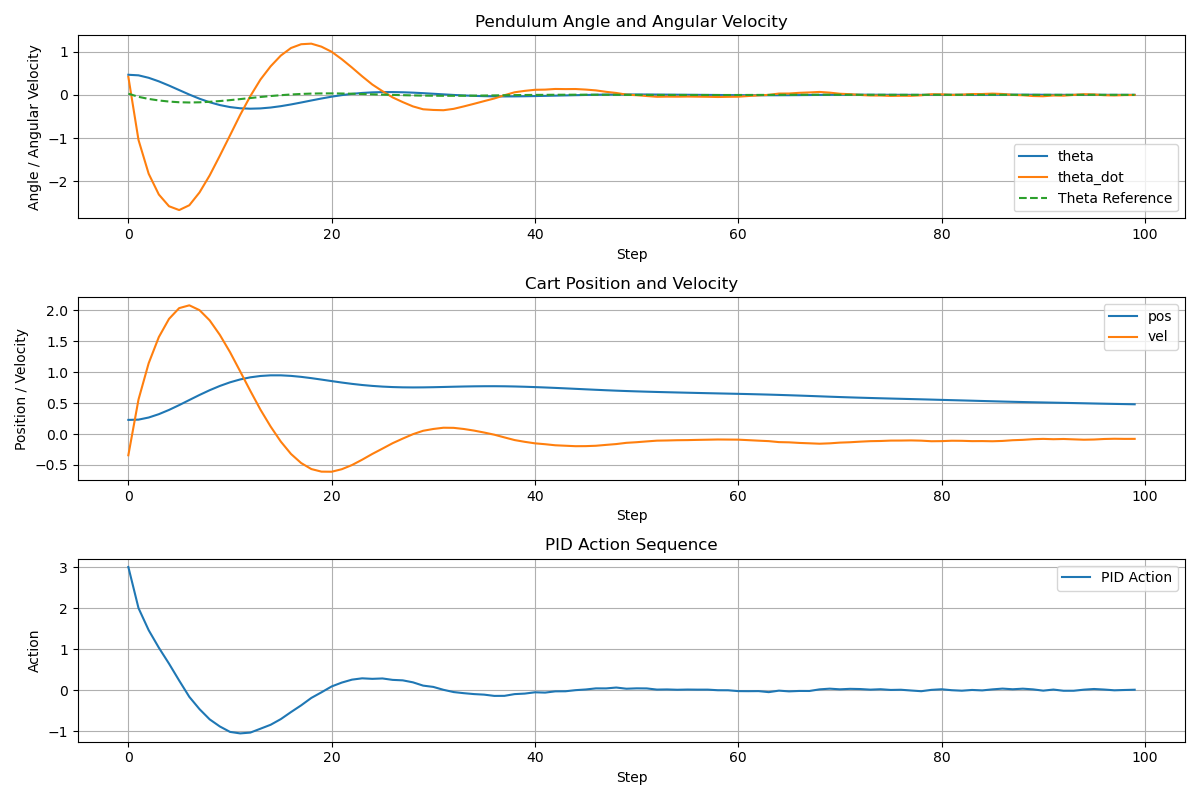 Pendulum Angle and Angular Velocity
Angle / Angular Velocity
1
0
−1
−2
theta
theta_dot
Theta Reference
0 20 40 60 80 100
Step
Cart Position and Velocity
Position / Velocity
2.0
1.5
1.0
0.5
0.0
−0.5
pos
vel
0 20 40 60 80 100
Step
PID Action Sequence
Action
3
2
1
0
−1
PID Action
0 20 40 60 80 100
Step